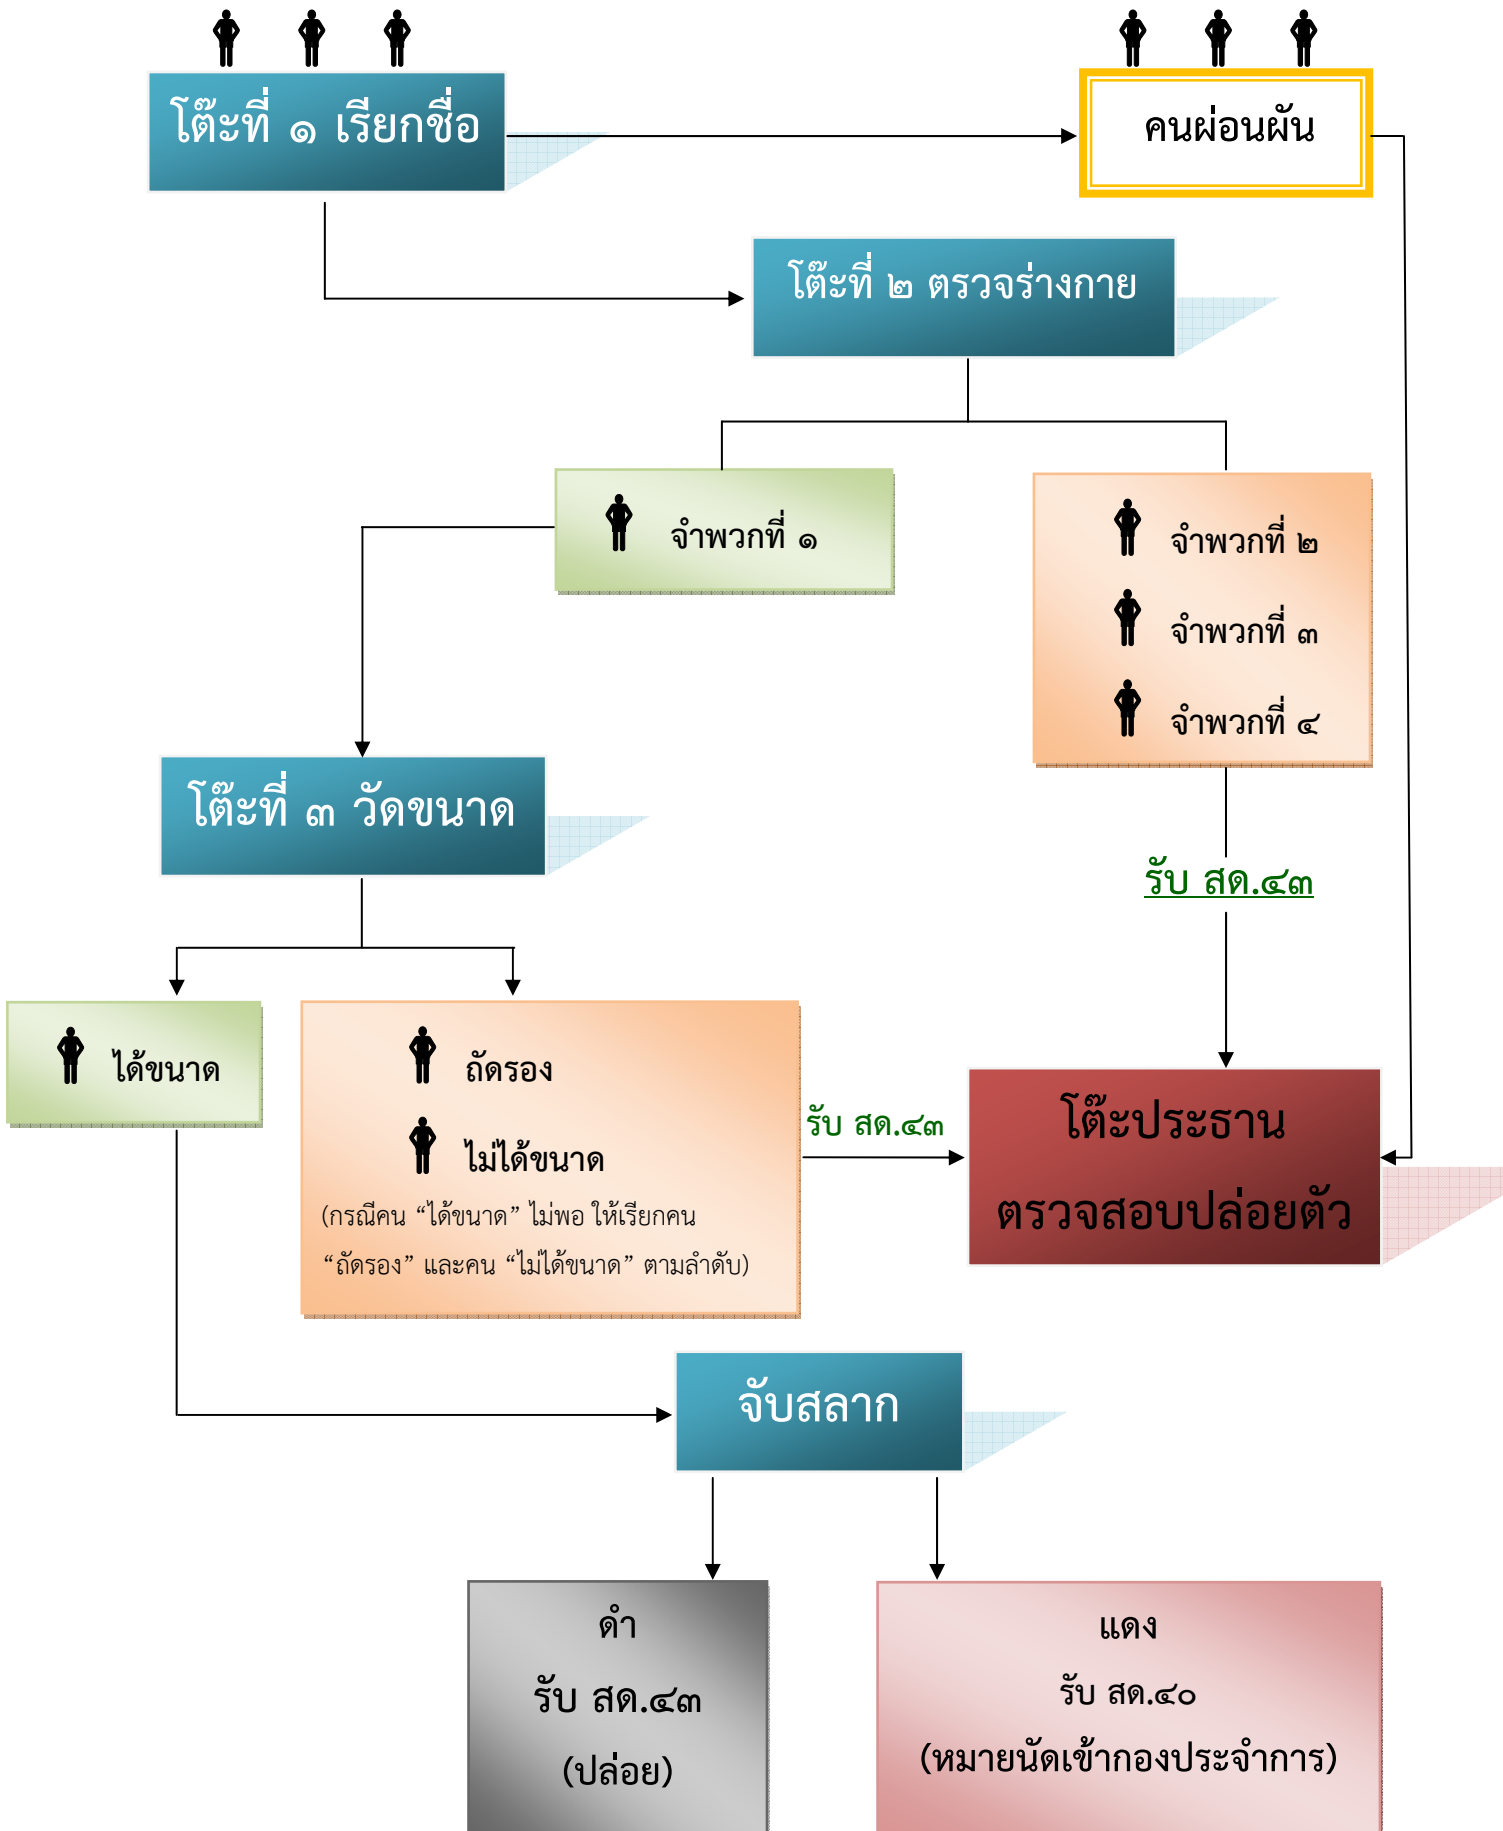 โต๊ะที่ ๑ เรียกชื่อ
คนผ่อนผัน
โต๊ะที่ ๒ ตรวจร่างกาย
จำพวกที่ ๑
จำพวกที่ ๒
จำพวกที่ ๓
จำพวกที่ ๔
โต๊ะที่ ๓ วัดขนาด
รับ สด.๔๓
ได้ขนาด
ถัดรอง
ไม่ได้ขนาด
(กรณีคน “ได้ขนาด” ไม่พอ ให้เรียกคน
“ถัดรอง” และคน “ไม่ได้ขนาด” ตามลำดับ)
รับ สด.๔๓
โต๊ะประธาน
ตรวจสอบปล่อยตัว
จับสลาก
ดำ
รับ สด.๔๓
(ปล่อย)
แดง
รับ สด.๔๐
(หมายนัดเข้ากองประจำการ)